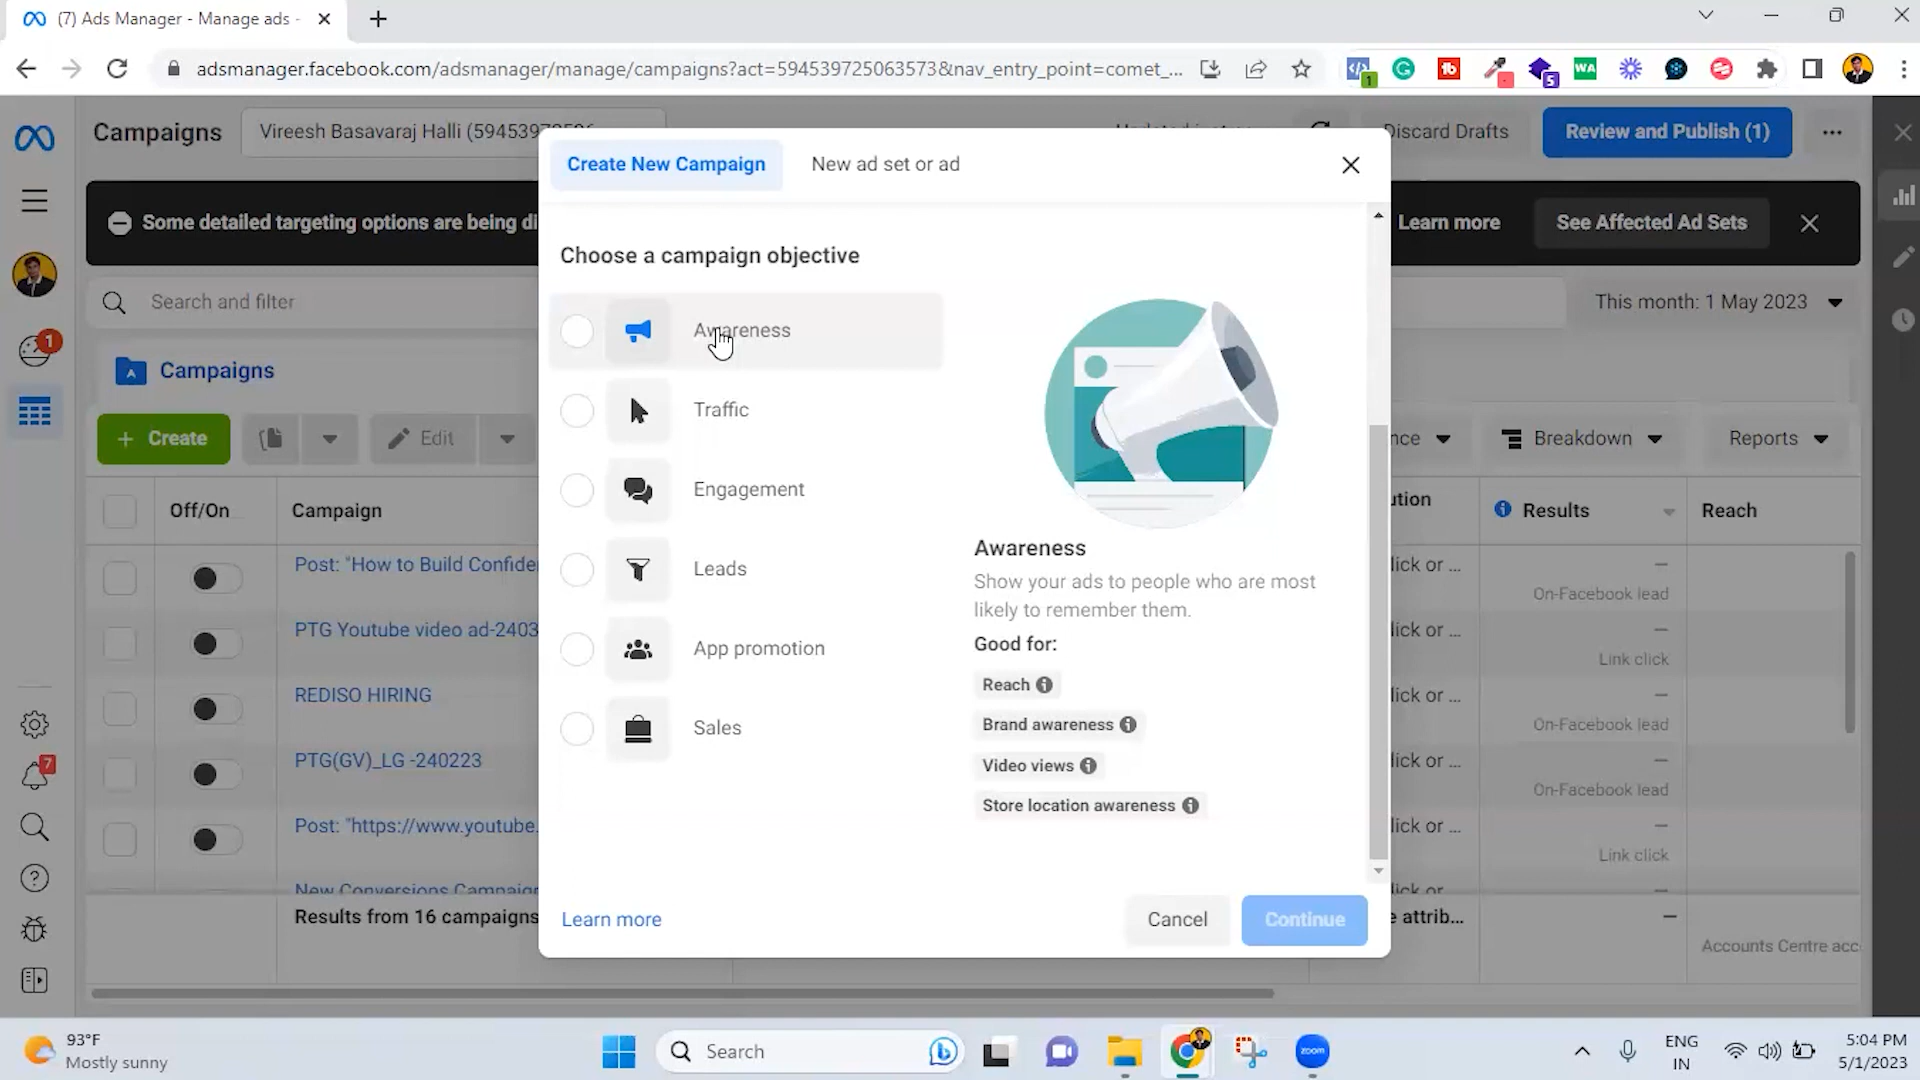 (7) Ads Manager - Manage ads -
adsmanager.facebook.com/adsmanager/manage/campaigns?act=594539725063573&nav_entry_point=comet_...
1
5
WA
Campaigns
Vireesh Basavaraj Halli
Discard Drafts
Review and Publish (1)
Create New Campaign
New ad set or ad
Some detailed targeting options are being di
Learn more
See Affected Ad Sets
Search and filter
This month: 1 May 2023
1
Campaigns
Create
Edit
Breakdown
Reports
Off/On
Campaign
Results
Reach
Post: "How to Build Confide
lick or ...
On-Facebook lead
PTG Youtube video ad-2403
lick or ...
Link click
REDISO HIRING
lick or ...
On-Facebook lead
PTG(GV)_LG -240223
lick or ...
On-Facebook lead
7
Post: "https://www.youtube.
lick or ...
Link click
New Conversions Campaign
Results from 16 campaigns
e attrib...
Accounts Centre acc
Choose a campaign objective
Awareness
Traffic
Engagement
Leads
App promotion
Sales
Awareness
Show your ads to people who are most
likely to remember them.
Good for:
Reach
Brand awareness
Video views
Store location awareness
Learn more
Cancel
Continue
93°F
Mostly sunny
Search
zoom
ENG
IN
5:04 PM
5/1/2023